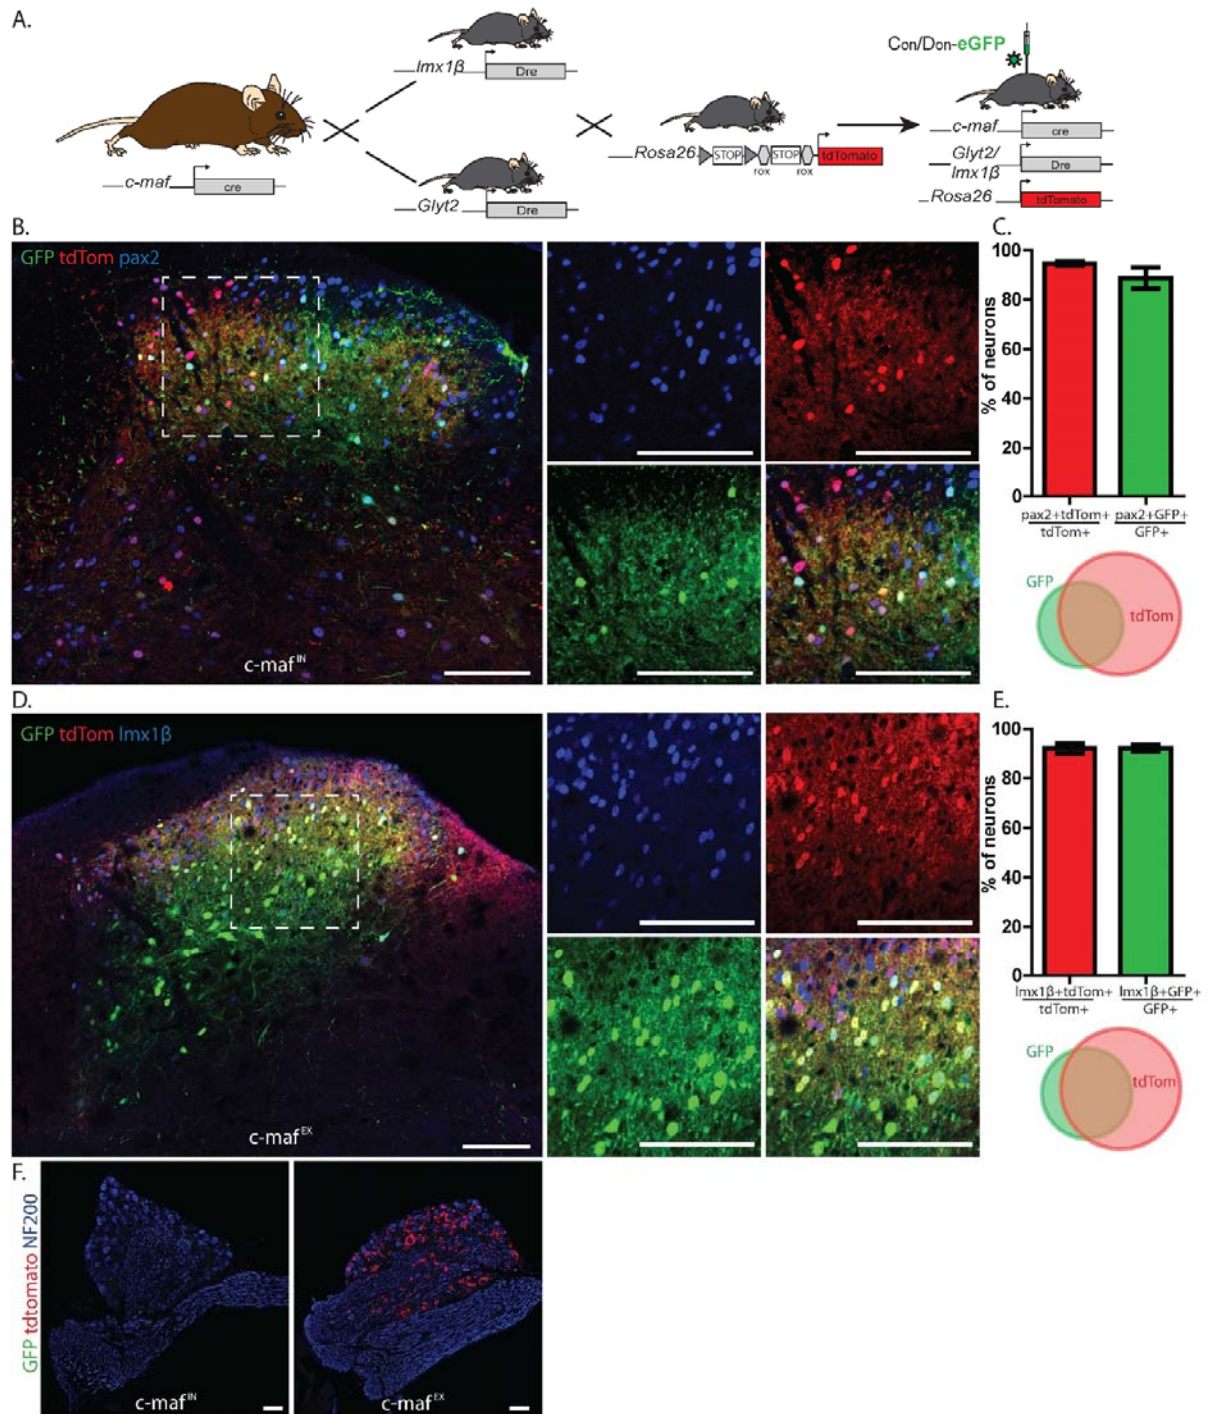 A.
Con/Don-eGFP
lmx1β
Dre
c-maf
cre
Glyt2
Dre
Rosa26
STOP
STOP
tdTomato
rox
rox
c-maf
cre
Glyt2/
lmx1β
Dre
Rosa26
tdTomato
B.
GFP tdTom pax2
c-maf IN
C.
% of neurons
100
80
60
40
20
0
pax2+tdTom+
tdTom+
pax2+GFP+
GFP+
GFP
tdTom
D.
GFP tdTom lmx1β
c-maf EX
E.
% of neurons
100
80
60
40
20
0
lmx1β+tdTom+
tdTom+
lmx1β+GFP+
GFP+
GFP
tdTom
F.
GFP tdtomato NF200
c-maf IN
c-maf EX